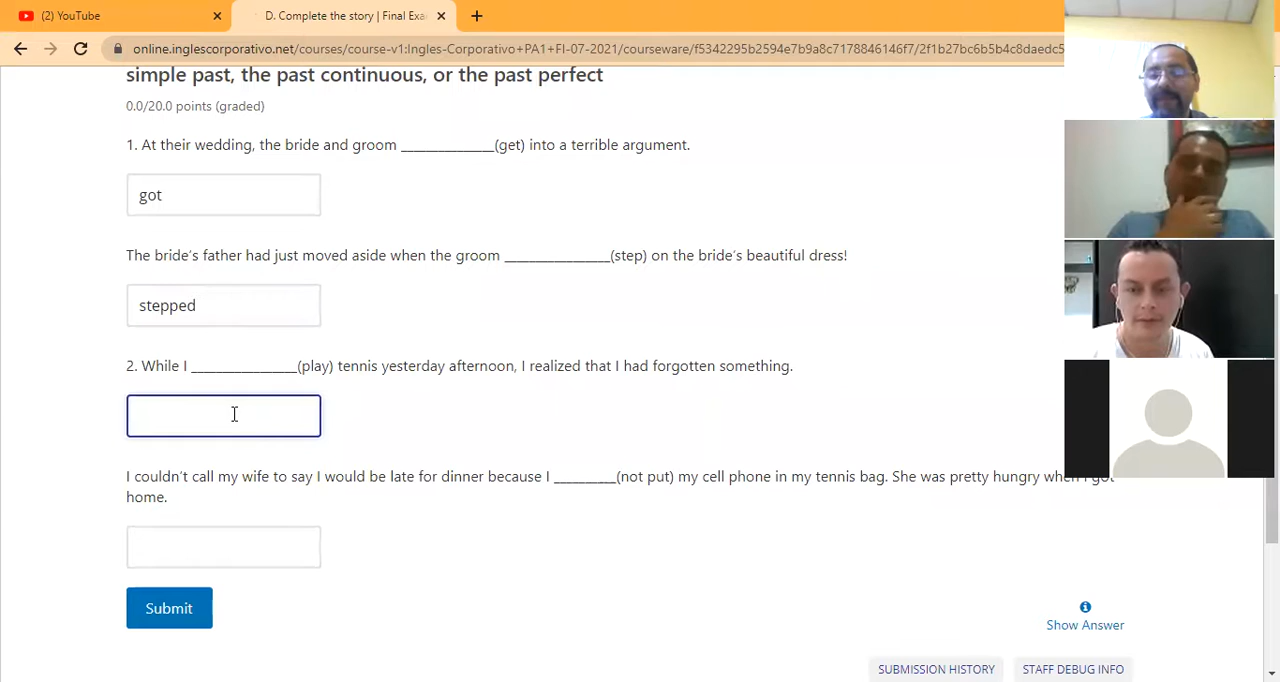 (2) YouTube
D. Complete the story | Final Exa
online.inglescorporativo.net/courses/course-v1:Ingles-Corporativo+PA1+FI-07-2021/courseware/f5342295b2594e7b9a8c7178846146f7/2f1b27bc6b5b4c8daedc5
simple past, the past continuous, or the past perfect
0.0/20.0 points (graded)
1. At their wedding, the bride and groom ______________(get) into a terrible argument.
got
The bride's father had just moved aside when the groom ________________(step) on the bride's beautiful dress!
stepped
2. While I ________________(play) tennis yesterday afternoon, I realized that I had forgotten something.
I couldn't call my wife to say I would be late for dinner because I _________(not put) my cell phone in my tennis bag. She was pretty hungry when I got
home.
Submit
Show Answer
SUBMISSION HISTORY
STAFF DEBUG INFO